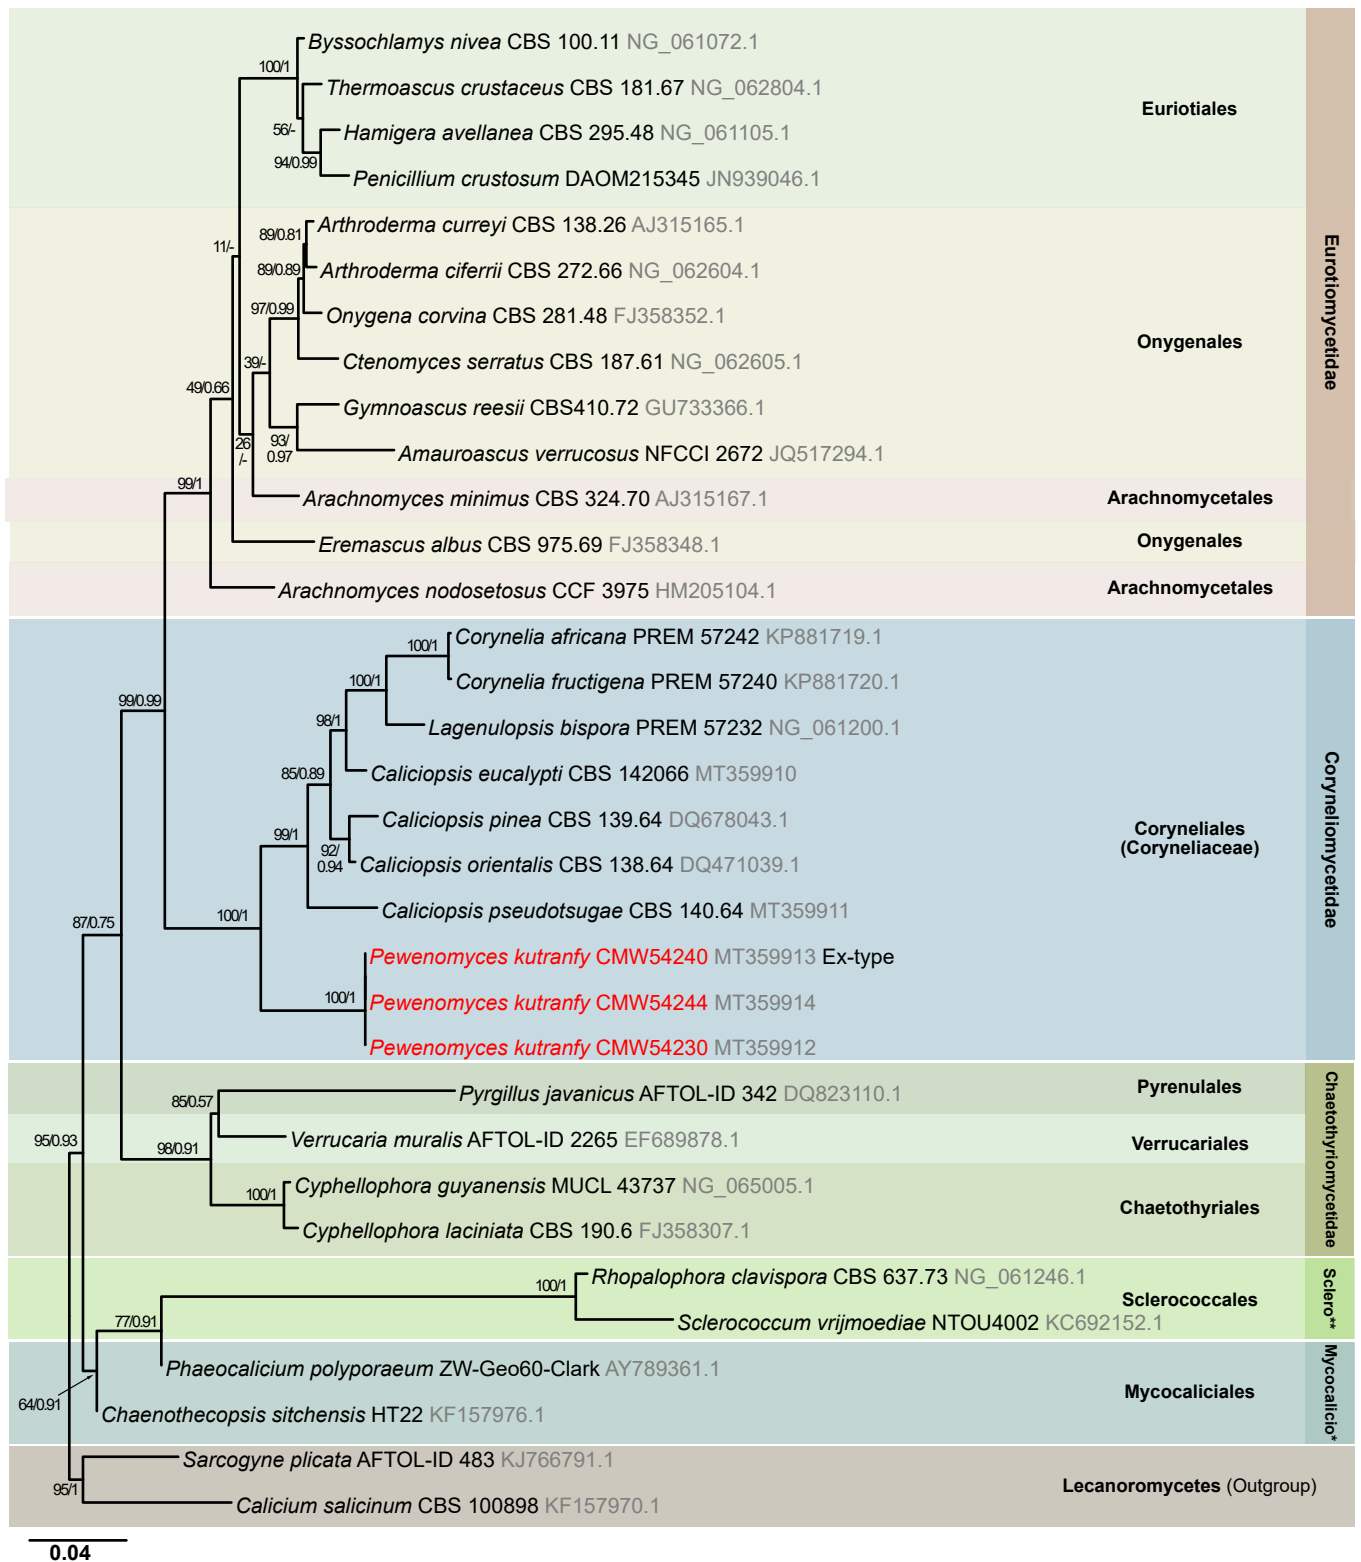 Byssochlamys nivea CBS 100.11 NG_061072.1
100/1
Thermoascus crustaceus CBS 181.67 NG_062804.1
Euriotiales
56/-
Hamigera avellanea CBS 295.48 NG_061105.1
94/0.99
Penicillium crustosum DAOM215345 JN939046.1
Arthroderma curreyi CBS 138.26 AJ315165.1
89/0.81
11/-
Arthroderma ciferrii CBS 272.66 NG_062604.1
89/0.89
Eurotiomycetidae
97/0.99
Onygena corvina CBS 281.48 FJ358352.1
Onygenales
39/-
Ctenomyces serratus CBS 187.61 NG_062605.1
49/0.66
Gymnoascus reesii CBS410.72 GU733366.1
26
/-
93/
0.97
Amauroascus verrucosus NFCCI 2672 JQ517294.1
99/1
Arachnomyces minimus CBS 324.70 AJ315167.1
Arachnomycetales
Eremascus albus CBS 975.69 FJ358348.1
Onygenales
Arachnomyces nodosetosus CCF 3975 HM205104.1
Arachnomycetales
Corynelia africana PREM 57242 KP881719.1
100/1
Corynelia fructigena PREM 57240 KP881720.1
100/1
99/0.99
Lagenulopsis bispora PREM 57232 NG_061200.1
98/1
Caliciopsis eucalypti CBS 142066 MT359910
85/0.89
Caliciopsis pinea CBS 139.64 DQ678043.1
99/1
Coryneliales
(Coryneliaceae)
Coryneliomycetidae
92/
0.94
Caliciopsis orientalis CBS 138.64 DQ471039.1
Caliciopsis pseudotsugae CBS 140.64 MT359911
100/1
87/0.75
Pewenomyces kutranfy CMW54240 MT359913 Ex-type
100/1
Pewenomyces kutranfy CMW54244 MT359914
Pewenomyces kutranfy CMW54230 MT359912
Pyrgillus javanicus AFTOL-ID 342 DQ823110.1
Pyrenulales
85/0.57
Verrucaria muralis AFTOL-ID 2265 EF689878.1
Verrucariales
95/0.93
98/0.91
Chaetothyriomycetidae
Cyphellophora guyanensis MUCL 43737 NG_065005.1
100/1
Chaetothyriales
Cyphellophora laciniata CBS 190.6 FJ358307.1
Rhopalophora clavispora CBS 637.73 NG_061246.1
100/1
Sclerococcales
Sclero**
77/0.91
Sclerococcum vrijmoediae NTOU4002 KC692152.1
Phaeocalicium polyporaeum ZW-Geo60-Clark AY789361.1
Mycocaliciales
Mycocalicio*
64/0.91
Chaenothecopsis sitchensis HT22 KF157976.1
Sarcogyne plicata AFTOL-ID 483 KJ766791.1
95/1
Lecanoromycetes (Outgroup)
Calicium salicinum CBS 100898 KF157970.1
0.04